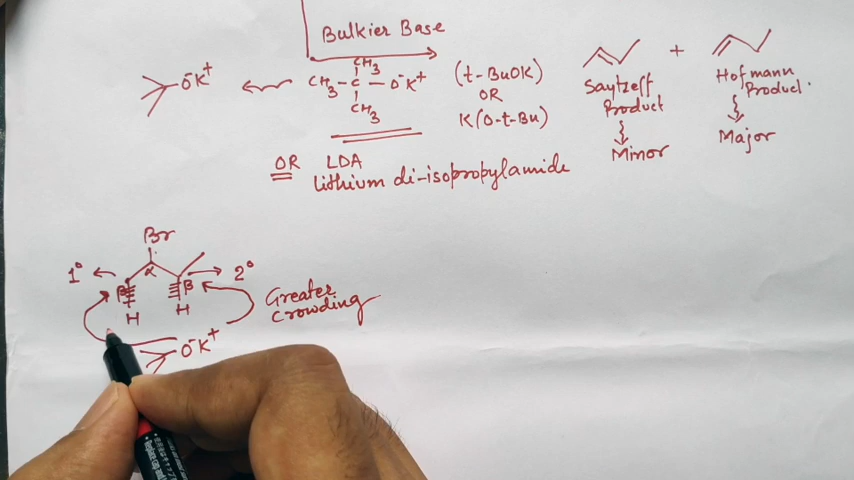 Bulkier Base
CH3
CH3-C-O⁻K⁺
CH3
O⁻K⁺
(t-BuOK)
OR
K(O-t-Bu)
+
Saytzeff
Product
Minor
Hofmann
Product.
Major
OR LDA
lithium di-isopropylamide
Br
1° α 2°
β β
H H
Greater
crowding
O⁻K⁺